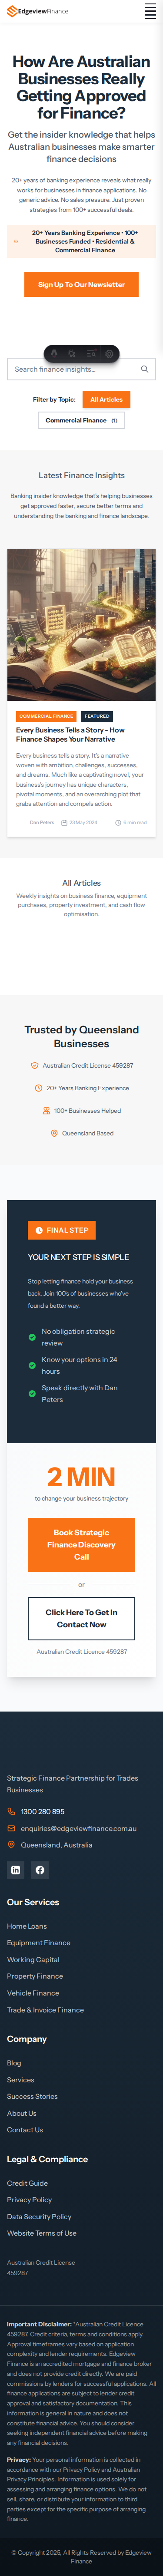 EdgeviewFinance
How Are Australian
Businesses Really
Getting Approved
for Finance?
Get the insider knowledge that helps
Australian businesses make smarter
finance decisions
20+ years of banking experience reveals what really
works for businesses in finance applications. No
generic advice. No sales pressure. Just proven
strategies from 100+ successful deals.
20+ Years Banking Experience • 100+
Businesses Funded • Residential &
Commercial Finance
Sign Up To Our Newsletter
Search finance insights...
Filter by Topic:
All Articles
Commercial Finance (1)
Latest Finance Insights
Banking insider knowledge that's helping businesses
get approved faster, secure better terms, and
understanding the banking and finance landscape.
COMMERCIAL FINANCE
FEATURED
Every Business Tells a Story - How
Finance Shapes Your Narrative
Every business tells a story. It's a narrative
woven with ambition, challenges, successes,
and dreams. Much like a captivating novel, your
business's journey has unique characters,
pivotal moments, and an overarching plot that
grasps attention and compels action.
Dan Peters
23 May 2024
6 min read
All Articles
Weekly insights on business finance, equipment
purchases, property investment, and cash flow
optimisation.
Trusted by Queensland
Businesses
Australian Credit License 459287
20+ Years Banking Experience
100+ Businesses Helped
Queensland Based
FINAL STEP
YOUR NEXT STEP IS SIMPLE
Stop letting finance hold your business
back. Join 100's of businesses who've
found a better way.
No obligation strategic
review
Know your options in 24
hours
Speak directly with Dan
Peters
2 MIN
to change your business trajectory
Book Strategic
Finance Discovery
Call
or
Click Here To Get In
Contact Now
Australian Credit Licence 459287
Strategic Financial Partnership for Trades
Businesses
1300 280 895
enquiries@edgeviewfinance.com.au
Queensland, Australia
Our Services
Home Loans
Equipment Finance
Working Capital
Property Finance
Vehicle Finance
Trade & Invoice Finance
Company
Blog
Services
Success Stories
About Us
Contact Us
Legal & Compliance
Credit Guide
Privacy Policy
Data Security Policy
Website Terms of Use
Australian Credit License
459287
Important Disclaimer: *Australian Credit Licence
459287. Credit criteria, terms and conditions apply.
Approval timeframes vary based on application
complexity and lender requirements. Edgeview
Finance is an accredited mortgage and finance broker
and does not provide credit directly. We are paid
commissions by lenders for successful applications. All
finance applications are subject to lender credit
approval and satisfactory documentation. This
information is general in nature and does not
constitute financial advice. You should consider
seeking independent financial advice before making
any financial decisions.
Privacy: Your personal information is collected in
accordance with our Privacy Policy and Australian
Privacy Principles. Information is used solely for
assessing and arranging finance options. We do not
sell, share, or distribute your information to third
parties except for the specific purpose of arranging
finance.
© Copyright 2025. All Rights Reserved by Edgeview
Finance